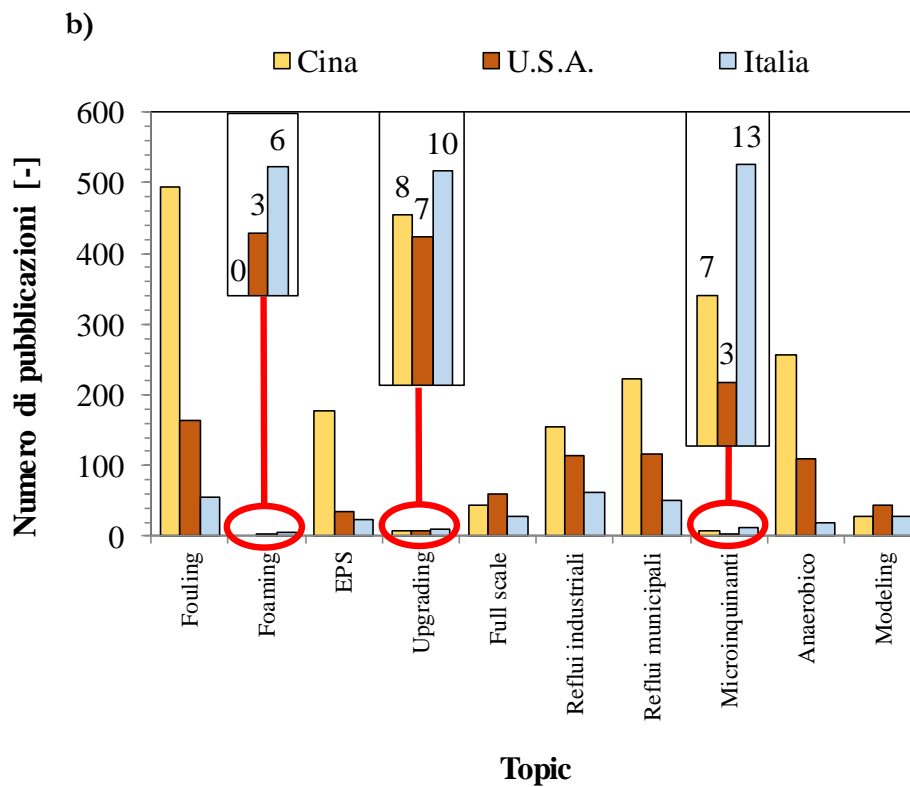 b)
Cina U.S.A. Italia
Numero di pubblicazioni [-]
600
500
400
300
200
100
0
0 3 6
8 7 10
7 3 13
Fouling
Foaming
EPS
Upgrading
Full scale
Reflui industriali
Reflui municipali
Microinquinanti
Anaerobico
Modeling
Topic